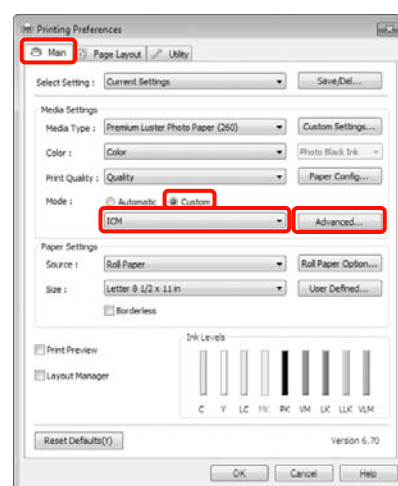 Printing Preferences
Main Page Layout Utility
Select Setting : Current Settings Save/Del...
Media Settings
Media Type : Premium Luster Photo Paper (260) Custom Settings...
Color : Color Photo Black Ink
Print Quality : Quality Paper Config...
Mode : Automatic Custom
ICM Advanced...
Paper Settings
Source : Roll Paper Roll Paper Option...
Size : Letter 8 1/2 x 11 in User Defined...
Borderless
Ink Levels
Print Preview
Layout Manager
C Y LC MK PK VM LK LLK VLM
Reset Defaults(Y) Version 6.70
OK Cancel Help